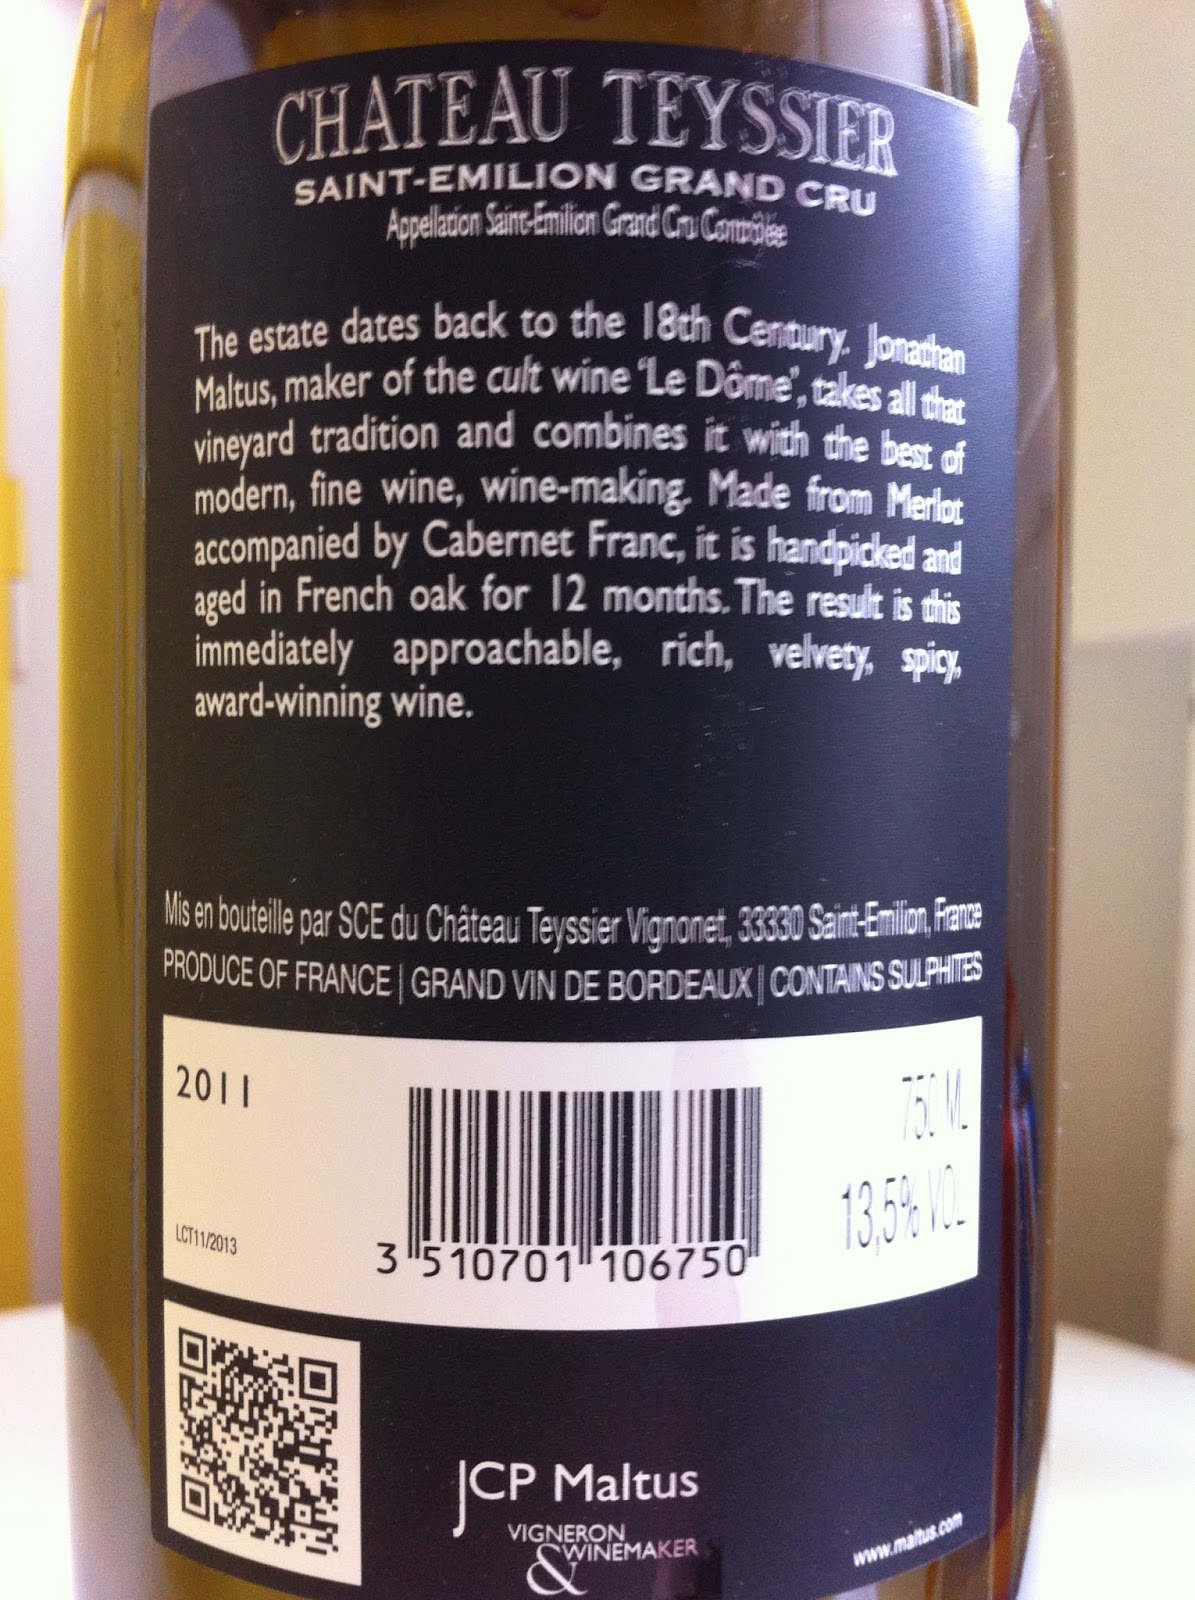 CHATEAU TEYSSIER
SAINT-EMILION GRAND CRU
Appellation Saint-Emilion Grand Cru Contrôlée
The estate dates back to the 18th Century. Jonathan
Maltus, maker of the cult wine ‘Le Dôme’, takes all that
vineyard tradition and combines it with the best of
modern, fine wine, wine-making. Made from Merlot
accompanied by Cabernet Franc, it is handpicked and
aged in French oak for 12 months. The result is this
immediately approachable, rich, velvety, spicy,
award-winning wine.
Mis en bouteille par SCE du Château Teyssier Vignonet, 33330 Saint-Emilion, France
PRODUCE OF FRANCE | GRAND VIN DE BORDEAUX | CONTAINS SULPHITES
2011
750 ML
13,5% VOL
LCT11/2013
3 510701 106750
JCP Maltus
VIGNERON
& WINEMAKER
www.maltus.com